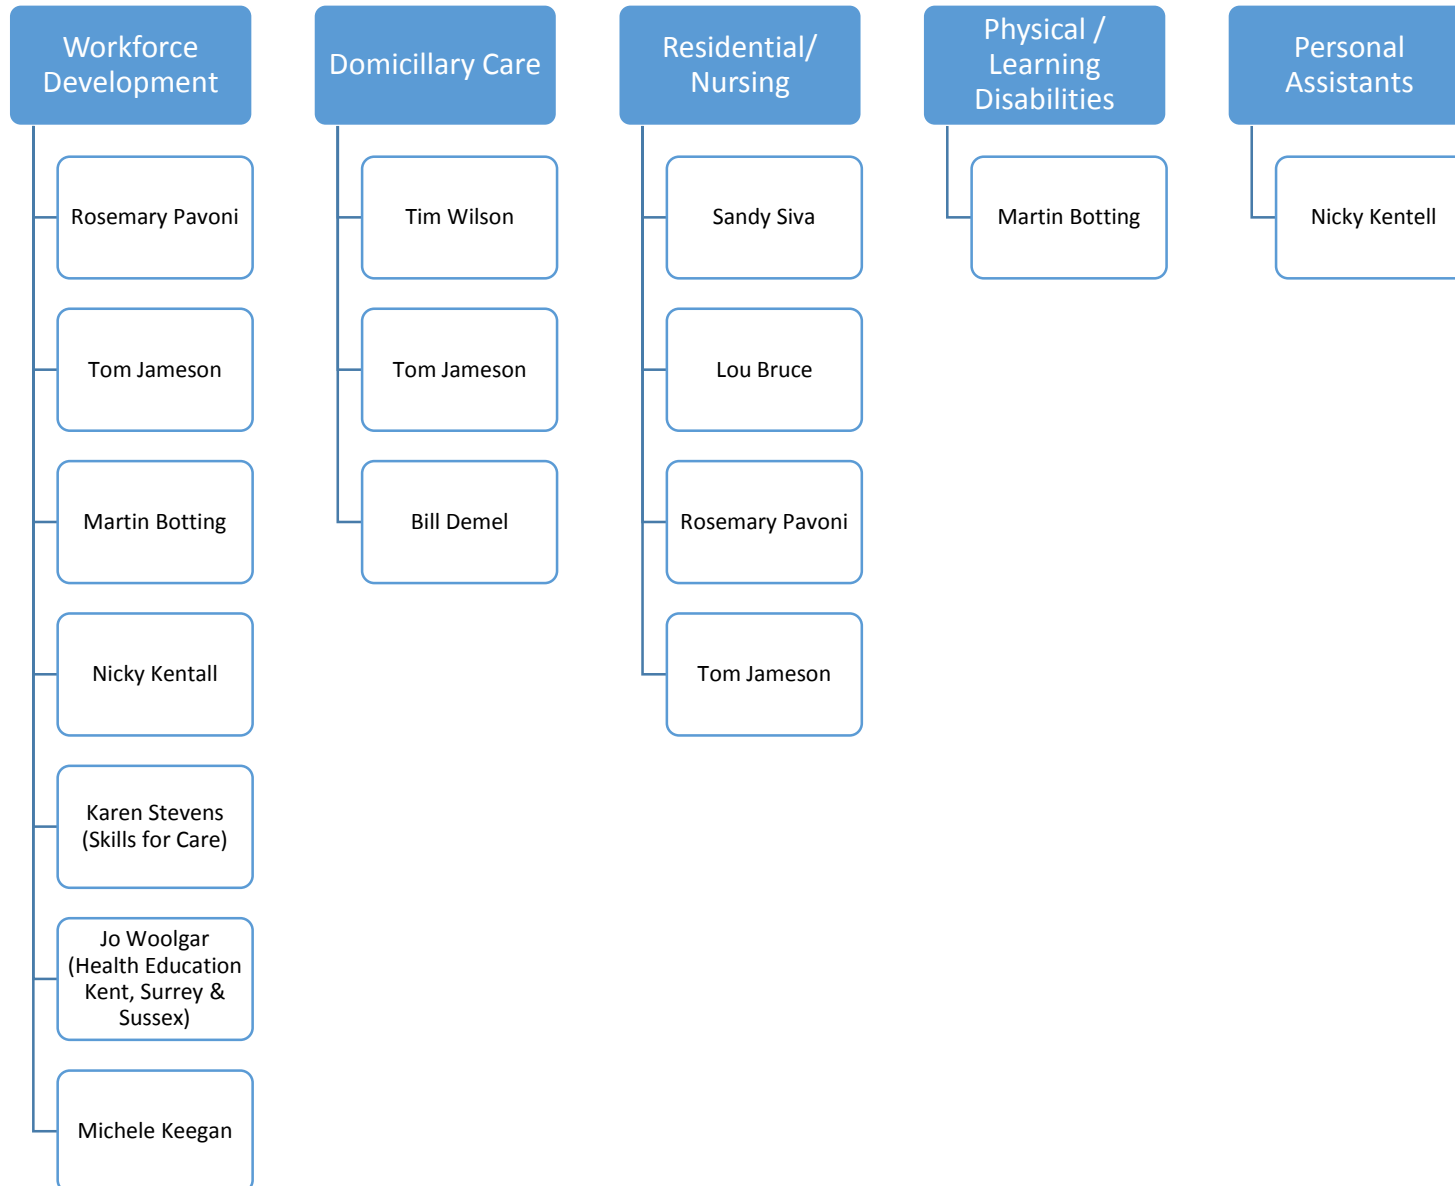 Workforce
Development
Rosemary Pavoni
Tom Jameson
Martin Botting
Nicky Kentall
Karen Stevens
(Skills for Care)
Jo Woolgar
(Health Education
Kent, Surrey &
Sussex)
Michele Keegan
Domicillary Care
Tim Wilson
Tom Jameson
Bill Demel
Residential/
Nursing
Sandy Siva
Lou Bruce
Rosemary Pavoni
Tom Jameson
Physical /
Learning
Disabilities
Martin Botting
Personal
Assistants
Nicky Kentell